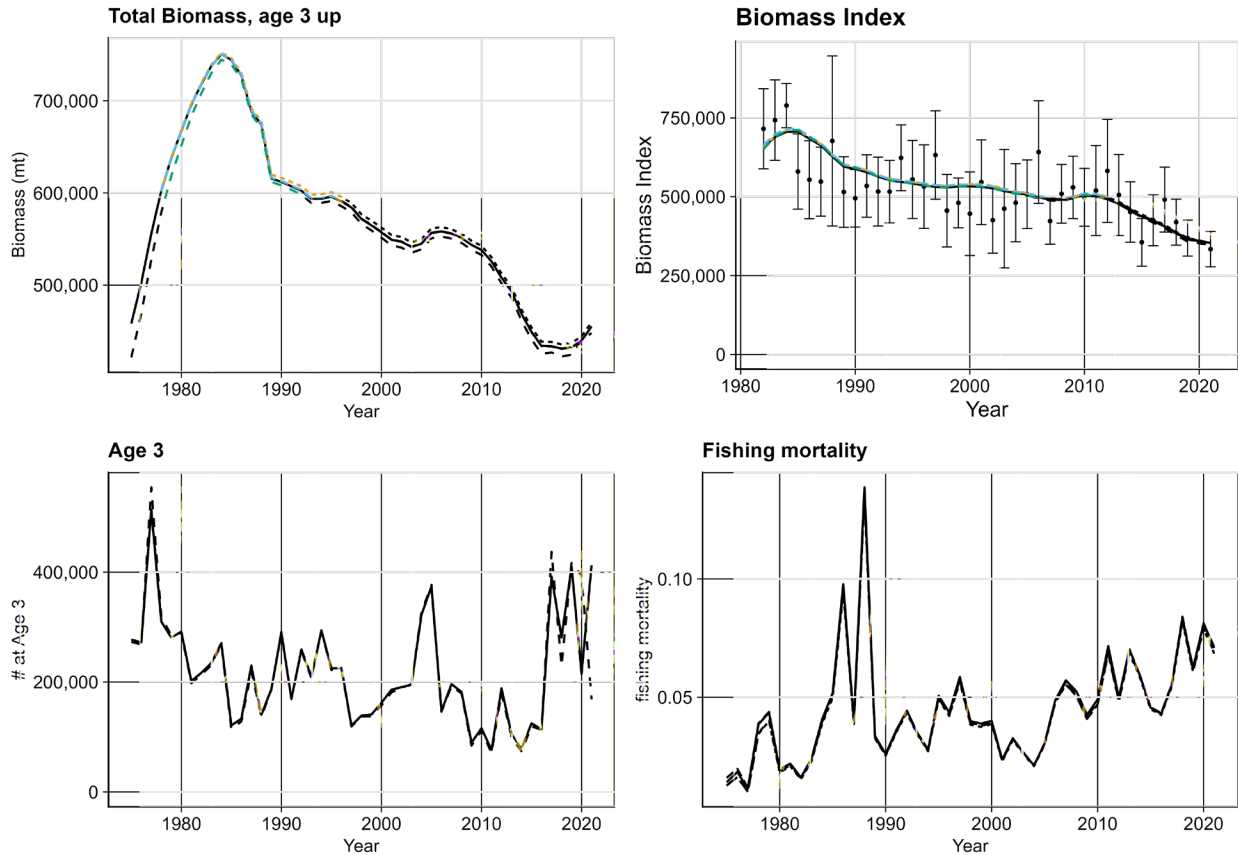 Total Biomass, age 3 up
Biomass (mt)
700,000
600,000
500,000
1980 1990 2000 2010 2020
Year
Biomass Index
Biomass Index
750,000
500,000
250,000
0
1980 1990 2000 2010 2020
Year
Age 3
# at Age 3
400,000
200,000
0
1980 1990 2000 2010 2020
Year
Fishing mortality
fishing mortality
0.10
0.05
1980 1990 2000 2010 2020
Year